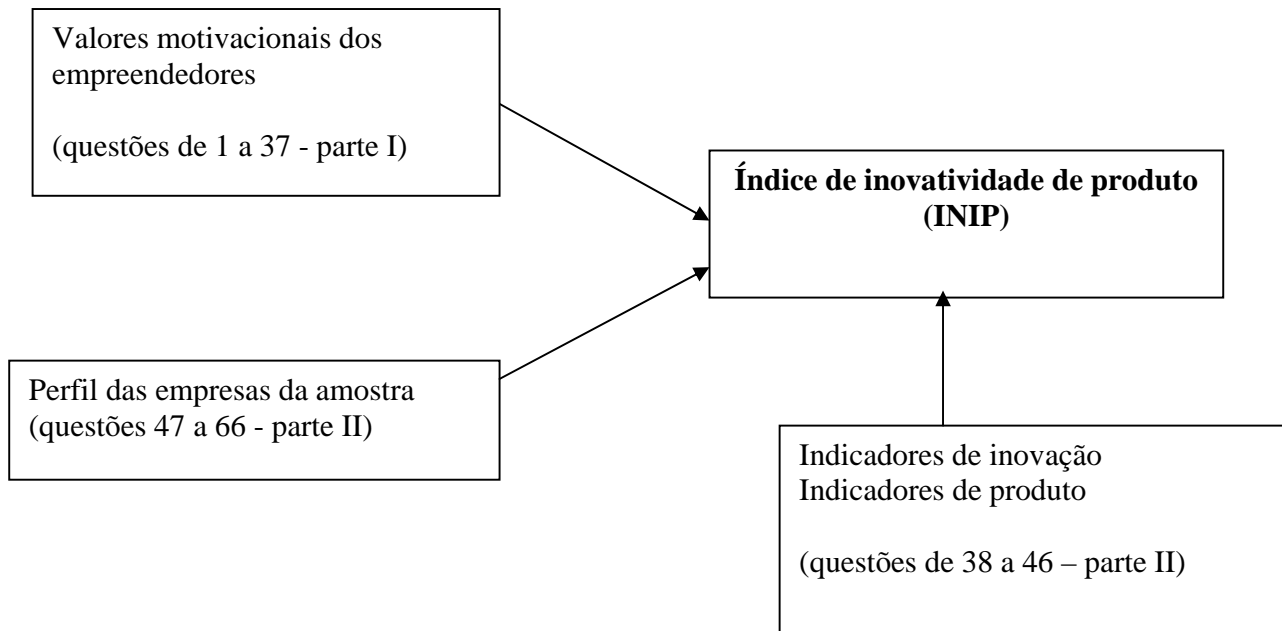 Valores motivacionais dos
empreendedores
(questões de 1 a 37 - parte I)
Índice de inovatividade de produto
(INIP)
Perfil das empresas da amostra
(questões 47 a 66 - parte II)
Indicadores de inovação
Indicadores de produto
(questões de 38 a 46 – parte II)